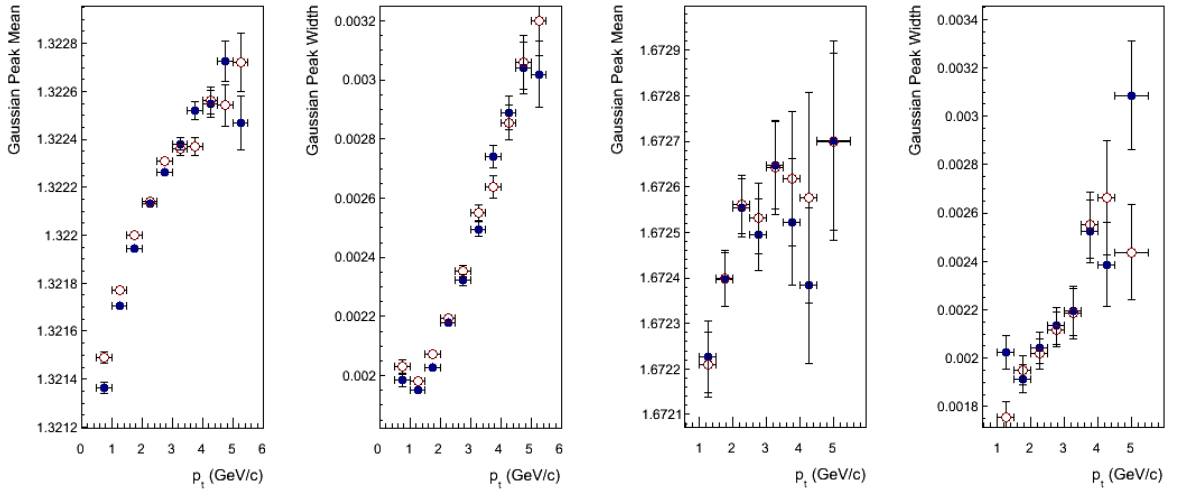 Gaussian Peak Mean
1.3228
1.3226
1.3224
1.3222
1.322
1.3218
1.3216
1.3214
1.3212
0 1 2 3 4 5 6
p_t (GeV/c)
Gaussian Peak Width
0.0032
0.003
0.0028
0.0026
0.0024
0.0022
0.002
0 1 2 3 4 5 6
p_t (GeV/c)
Gaussian Peak Mean
1.6729
1.6728
1.6727
1.6726
1.6725
1.6724
1.6723
1.6722
1.6721
1 2 3 4 5
p_t (GeV/c)
Gaussian Peak Width
0.0034
0.0032
0.003
0.0028
0.0026
0.0024
0.0022
0.002
0.0018
1 2 3 4 5
p_t (GeV/c)